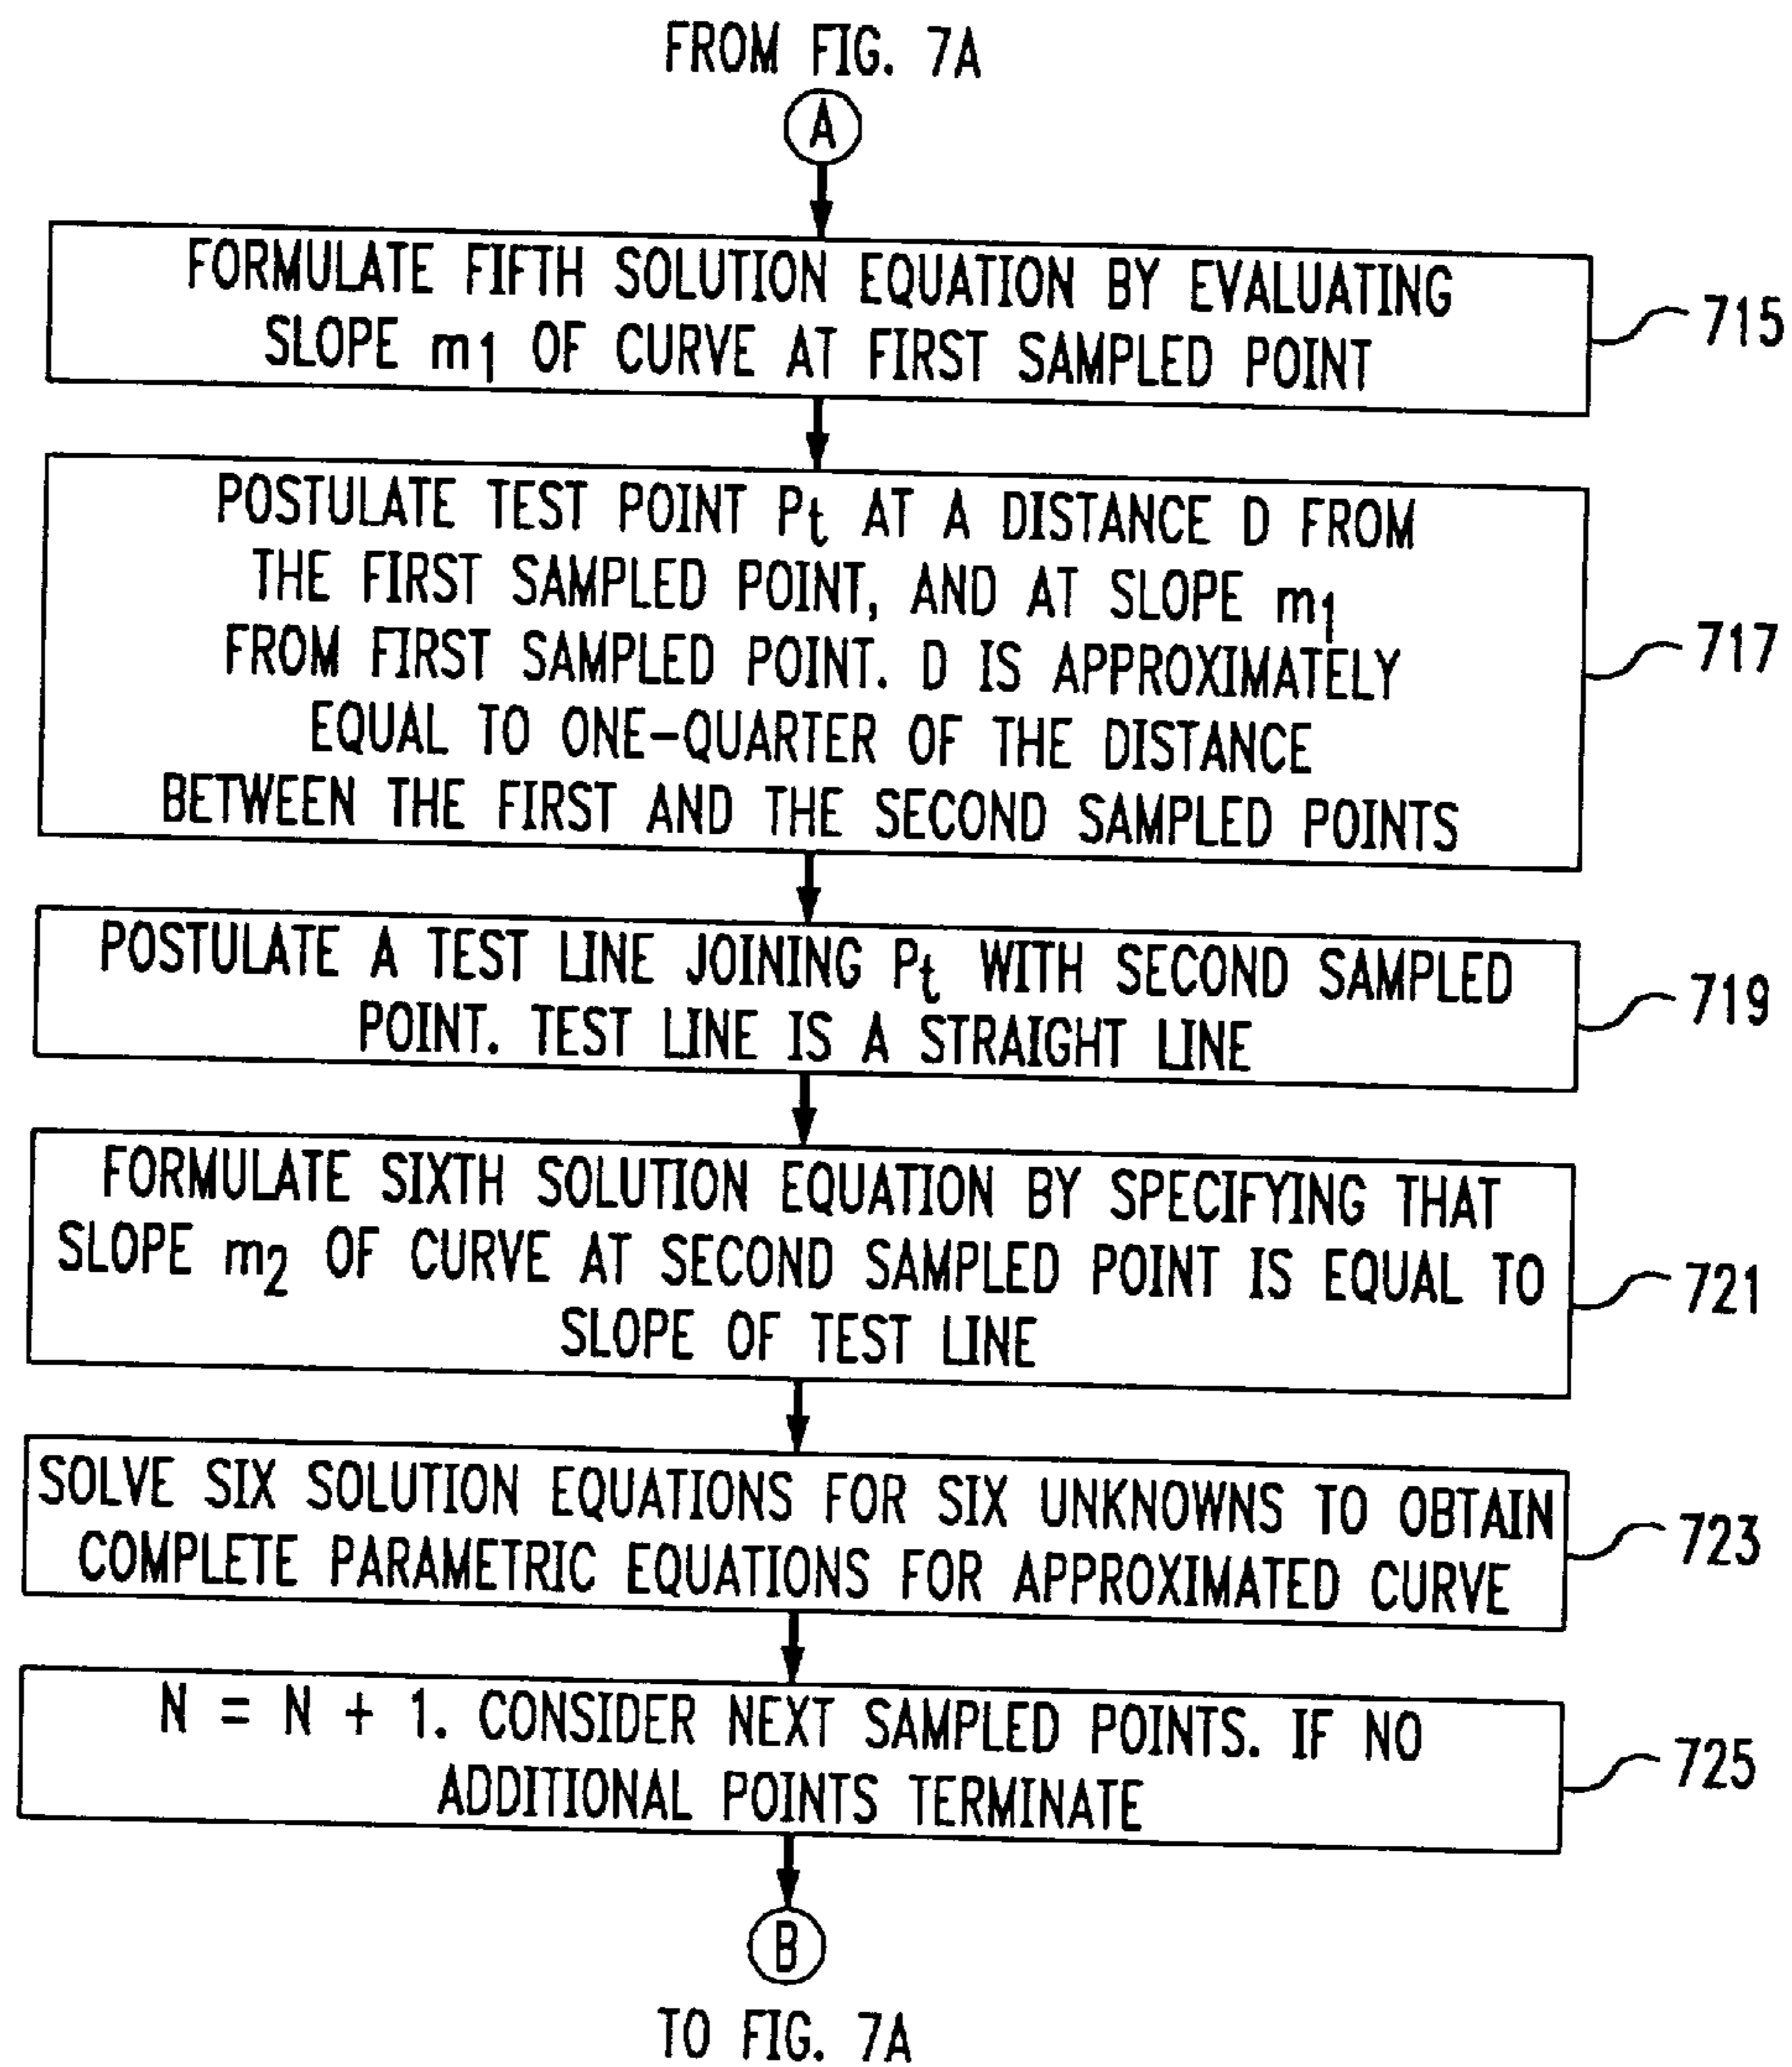 FROM FIG. 7A
A
FORMULATE FIFTH SOLUTION EQUATION BY EVALUATING
SLOPE m1 OF CURVE AT FIRST SAMPLED POINT
715
POSTULATE TEST POINT Pt AT A DISTANCE D FROM
THE FIRST SAMPLED POINT, AND AT SLOPE m1
FROM FIRST SAMPLED POINT. D IS APPROXIMATELY
EQUAL TO ONE-QUARTER OF THE DISTANCE
BETWEEN THE FIRST AND THE SECOND SAMPLED POINTS
717
POSTULATE A TEST LINE JOINING Pt WITH SECOND SAMPLED
POINT. TEST LINE IS A STRAIGHT LINE
719
FORMULATE SIXTH SOLUTION EQUATION BY SPECIFYING THAT
SLOPE m2 OF CURVE AT SECOND SAMPLED POINT IS EQUAL TO
SLOPE OF TEST LINE
721
SOLVE SIX SOLUTION EQUATIONS FOR SIX UNKNOWNS TO OBTAIN
COMPLETE PARAMETRIC EQUATIONS FOR APPROXIMATED CURVE
723
N = N + 1. CONSIDER NEXT SAMPLED POINTS. IF NO
ADDITIONAL POINTS TERMINATE
725
B
TO FIG. 7A